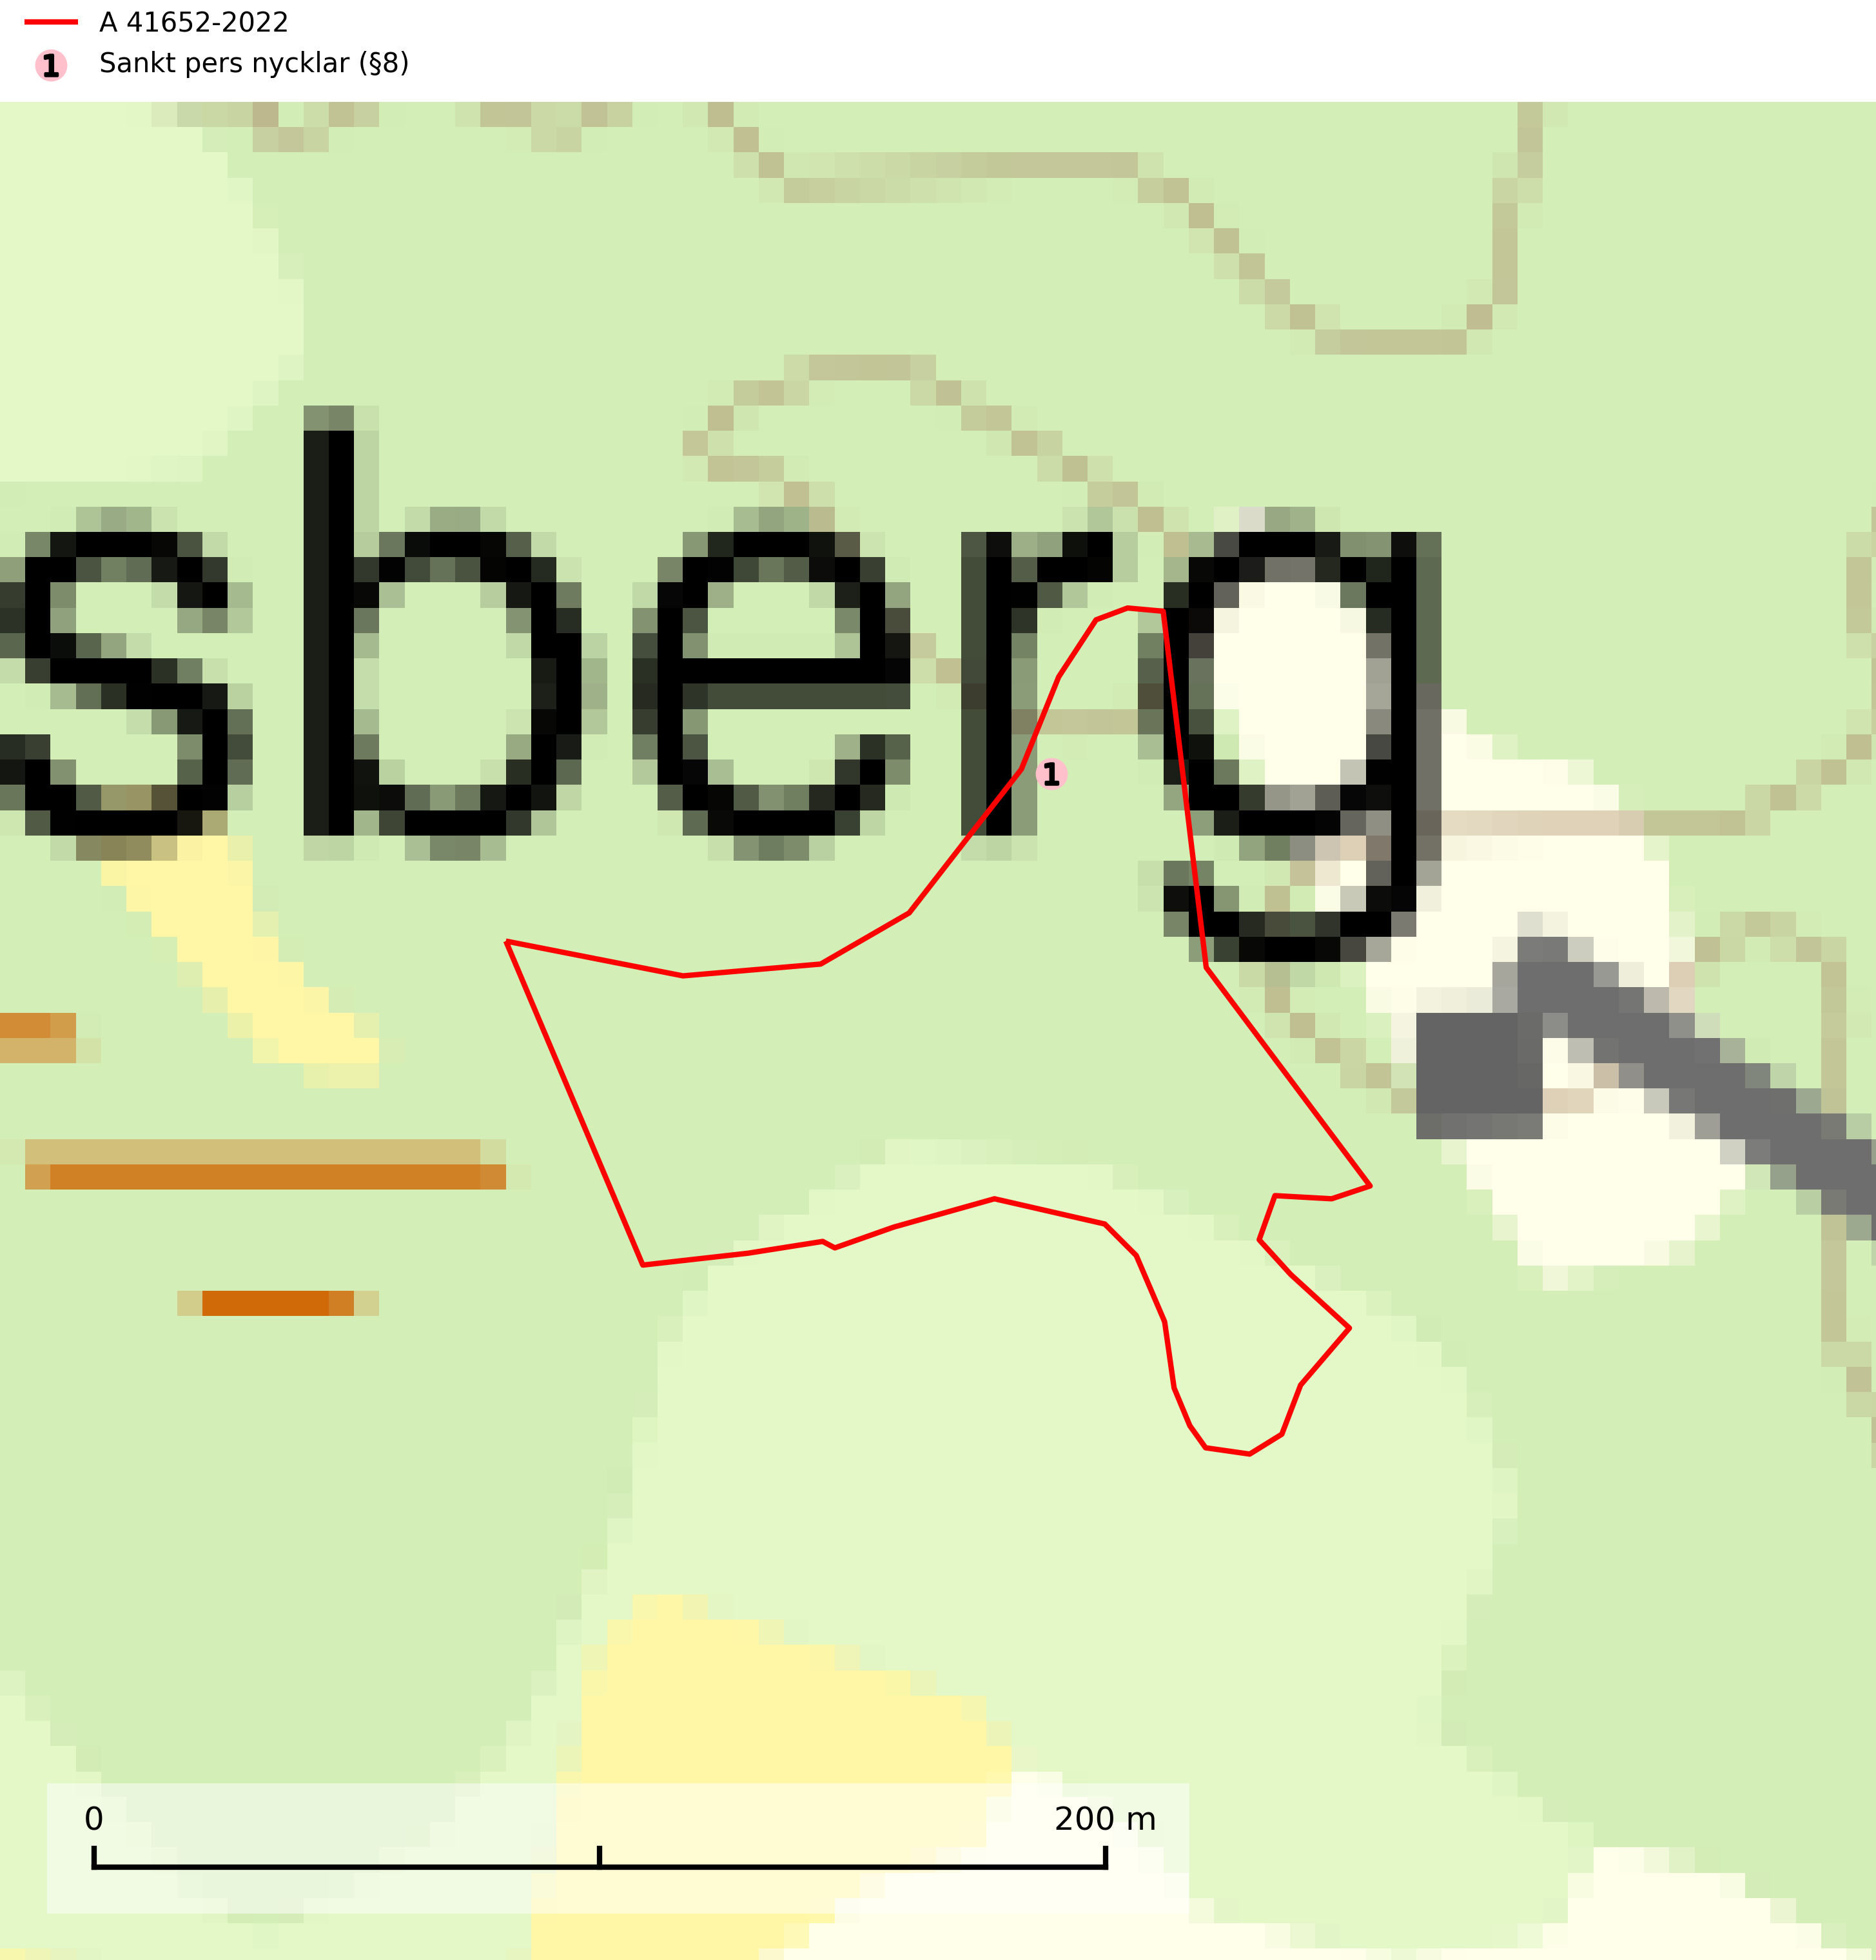 A 41652-2022
1 Sankt pers nycklar (§8)
sberg
1
0 200 m